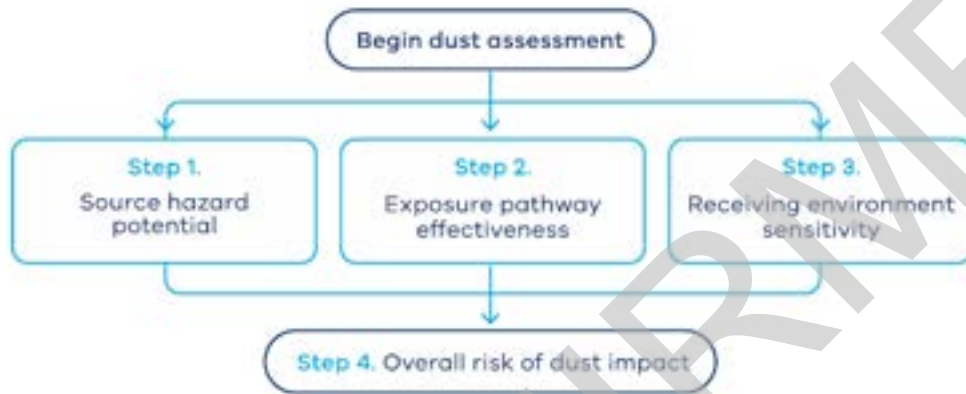 Begin dust assessment
Step 1.
Source hazard
potential
Step 2.
Exposure pathway
effectiveness
Step 3.
Receiving environment
sensitivity
Step 4. Overall risk of dust impact